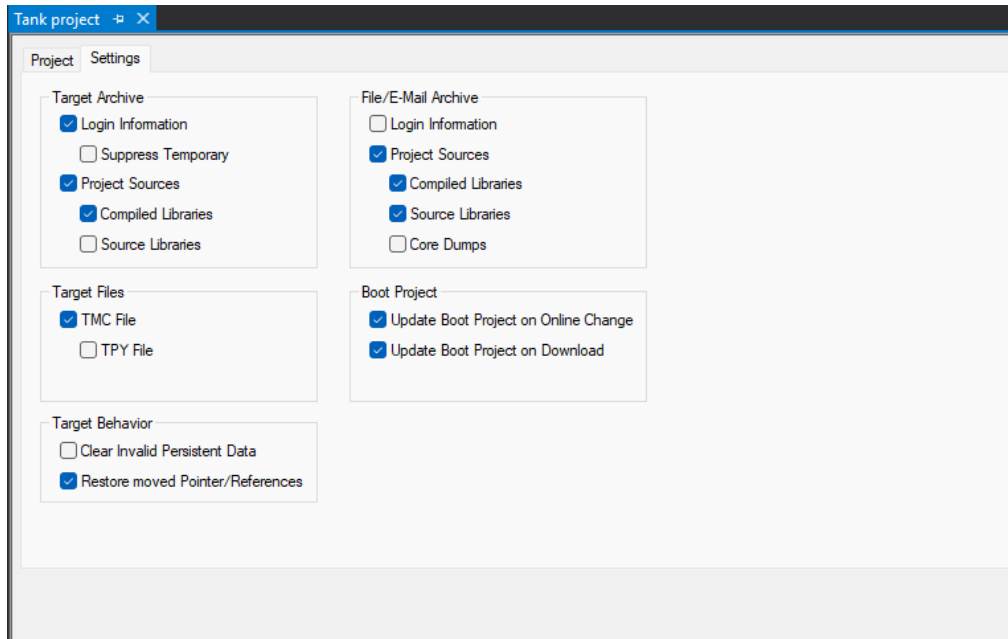 Tank project
Project
Settings
Target Archive
Login Information
Suppress Temporary
Project Sources
Compiled Libraries
Source Libraries
File/E-Mail Archive
Login Information
Project Sources
Compiled Libraries
Source Libraries
Core Dumps
Target Files
TMC File
TPY File
Boot Project
Update Boot Project on Online Change
Update Boot Project on Download
Target Behavior
Clear Invalid Persistent Data
Restore moved Pointer/References